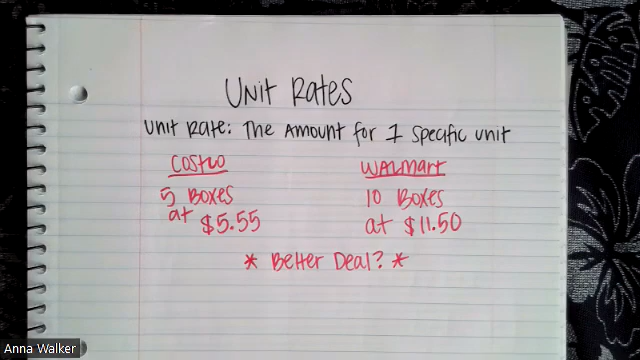 Unit Rates
Unit Rate: The Amount for 1 specific unit
Costco
5 Boxes
at $5.55
Walmart
10 Boxes
at $11.50
* Better Deal? *
Anna Walker